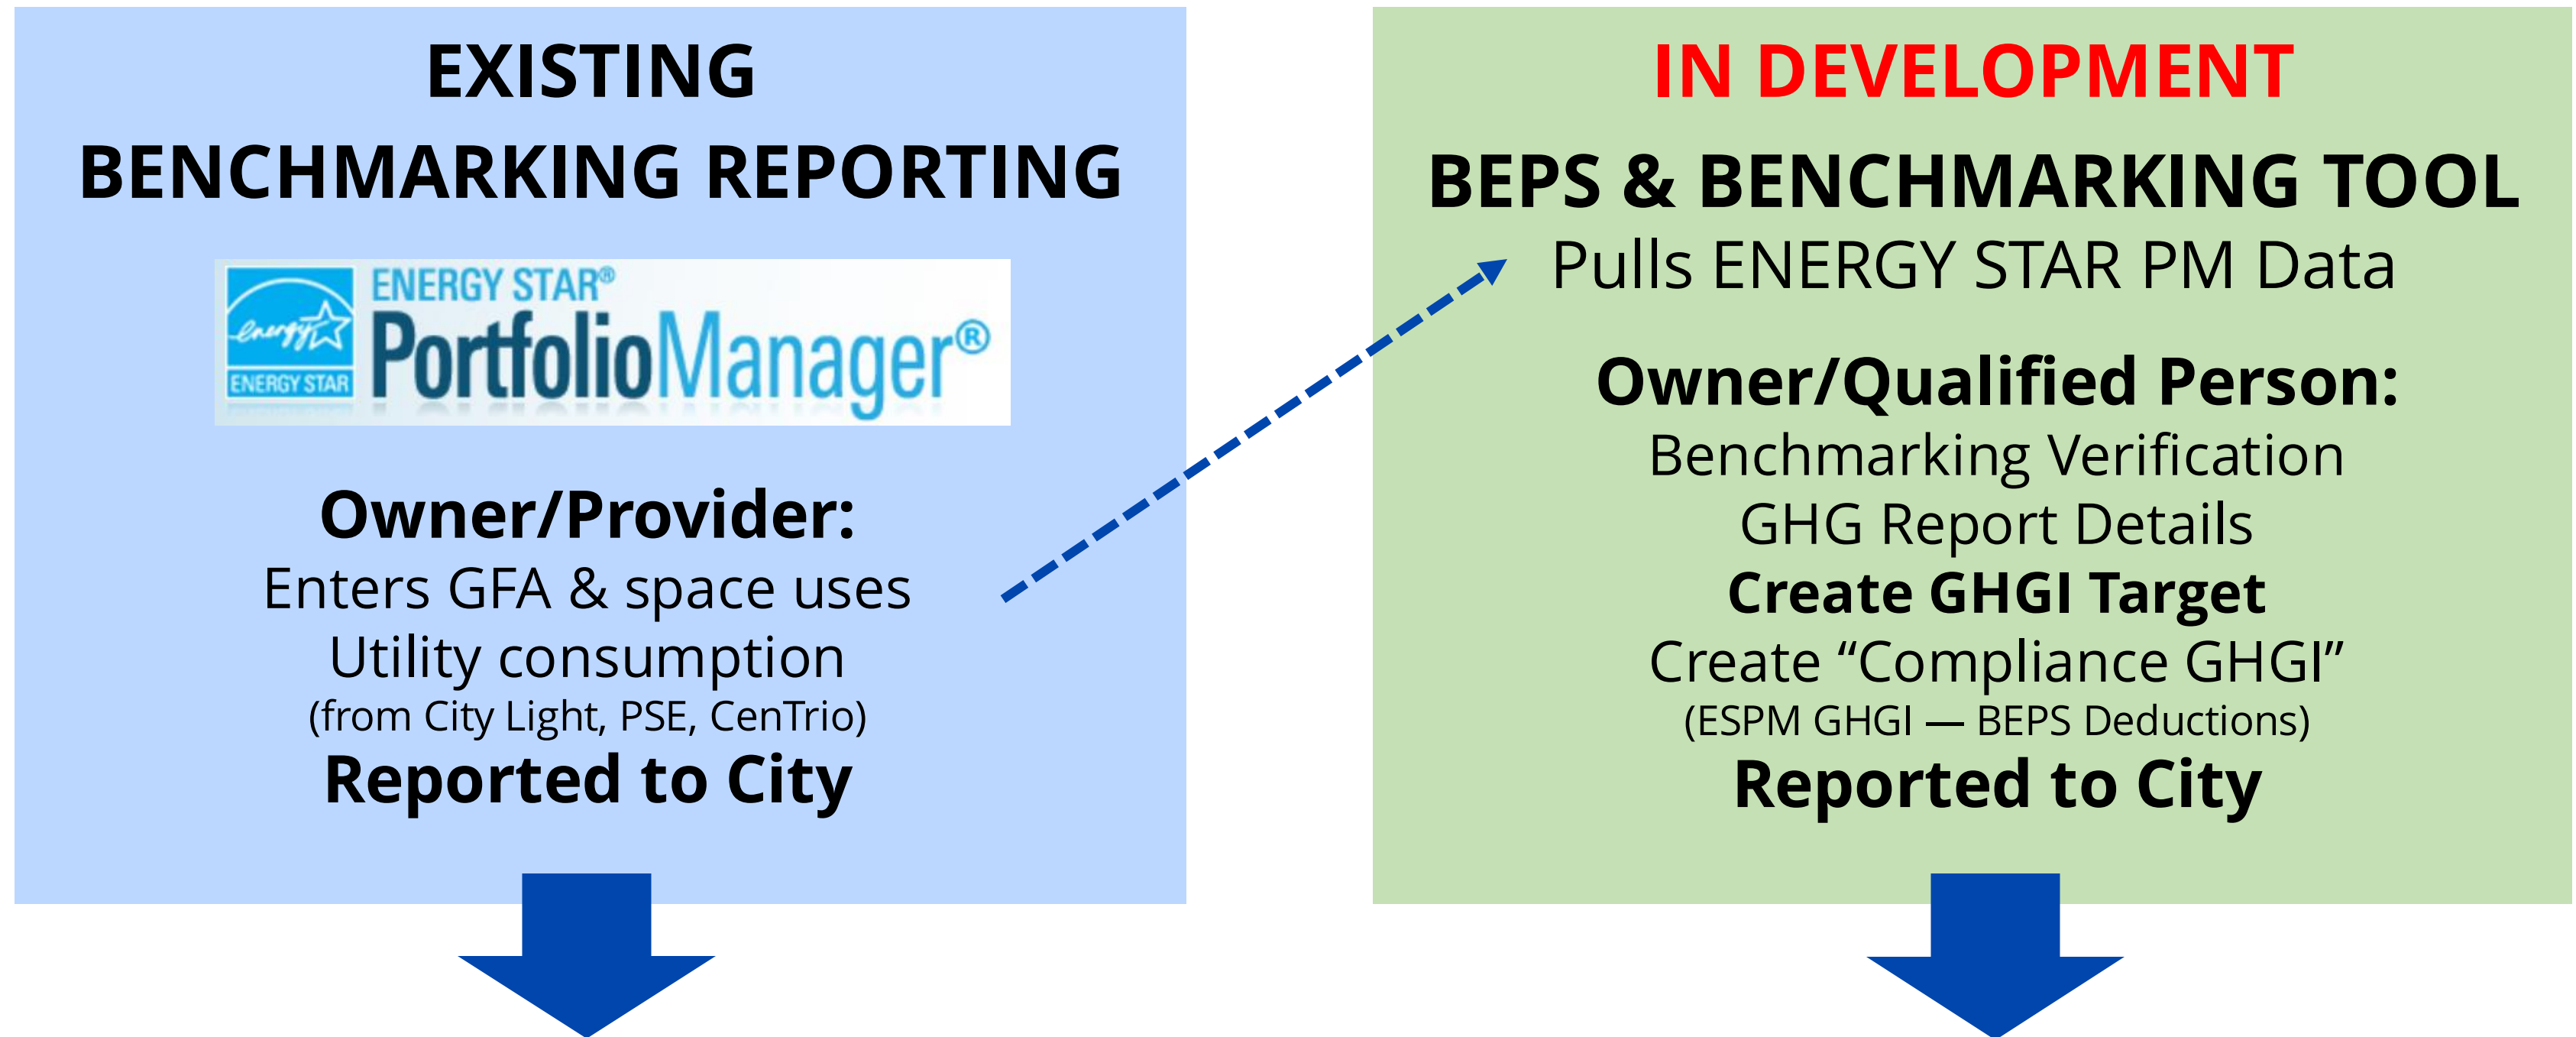 EXISTING
BENCHMARKING REPORTING
ENERGY STAR®
PortfolioManager®
energy
ENERGY STAR
Owner/Provider:
Enters GFA & space uses
Utility consumption
(from City Light, PSE, CenTrio)
Reported to City
IN DEVELOPMENT
BEPS & BENCHMARKING TOOL
Pulls ENERGY STAR PM Data
Owner/Qualified Person:
Benchmarking Verification
GHG Report Details
Create GHGI Target
Create “Compliance GHGI”
(ESPM GHGI — BEPS Deductions)
Reported to City